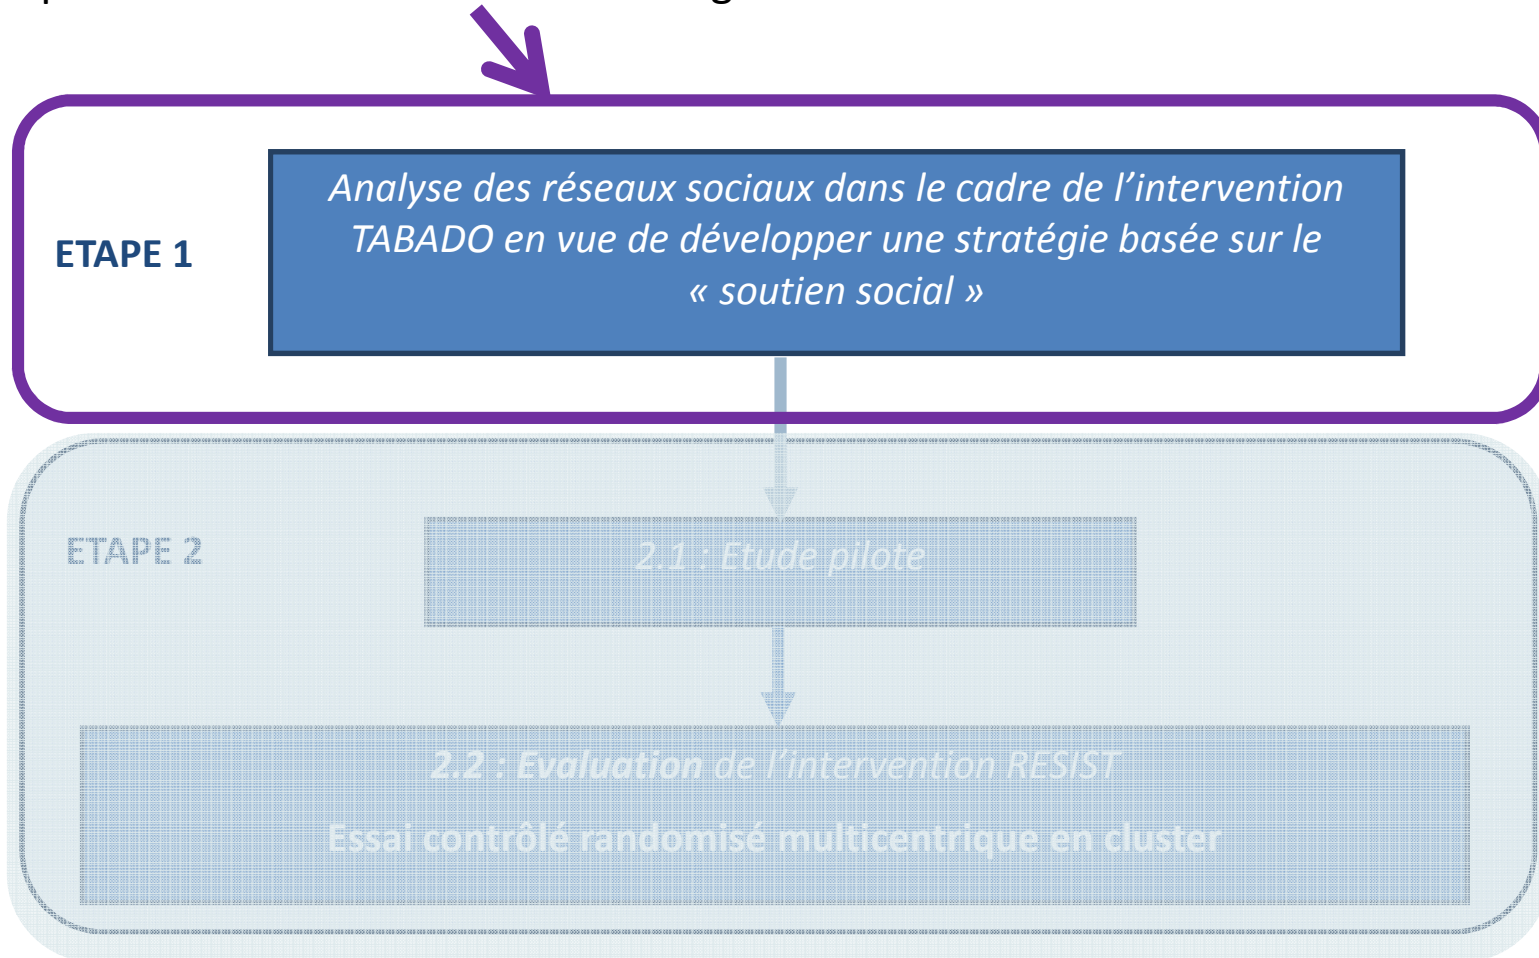 ETAPE 1
Analyse des réseaux sociaux dans le cadre de l’intervention
TABADO en vue de développer une stratégie basée sur le
« soutien social »
ETAPE 2
2.1 : Etude pilote
2.2 : Evaluation de l’intervention RESIST
Essai contrôlé randomisé multicentrique en cluster